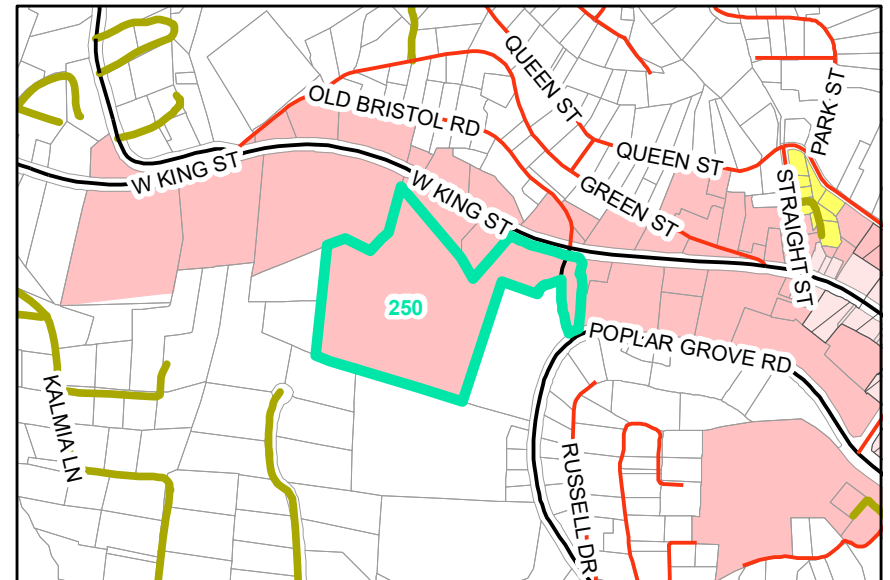 QUEEN ST
PARK ST
OLD BRISTOL RD
QUEEN ST
W KING ST
W KING ST
GREEN ST
STRAIGHT ST
250
POPLAR GROVE RD
KALMIA LN
RUSSELL DR